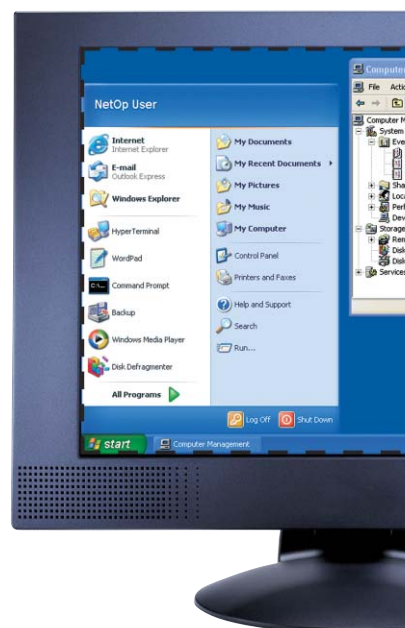 NetOp User
Internet
Internet Explorer
E-mail
Outlook Express
Windows Explorer
HyperTerminal
WordPad
Command Prompt
Backup
Windows Media Player
Disk Defragmenter
All Programs
My Documents
My Recent Documents
My Pictures
My Music
My Computer
Control Panel
Printers and Faxes
Help and Support
Search
Run...
Log Off Shut Down
start Computer Management
Computer
File
Computer M
System
Storage
Services